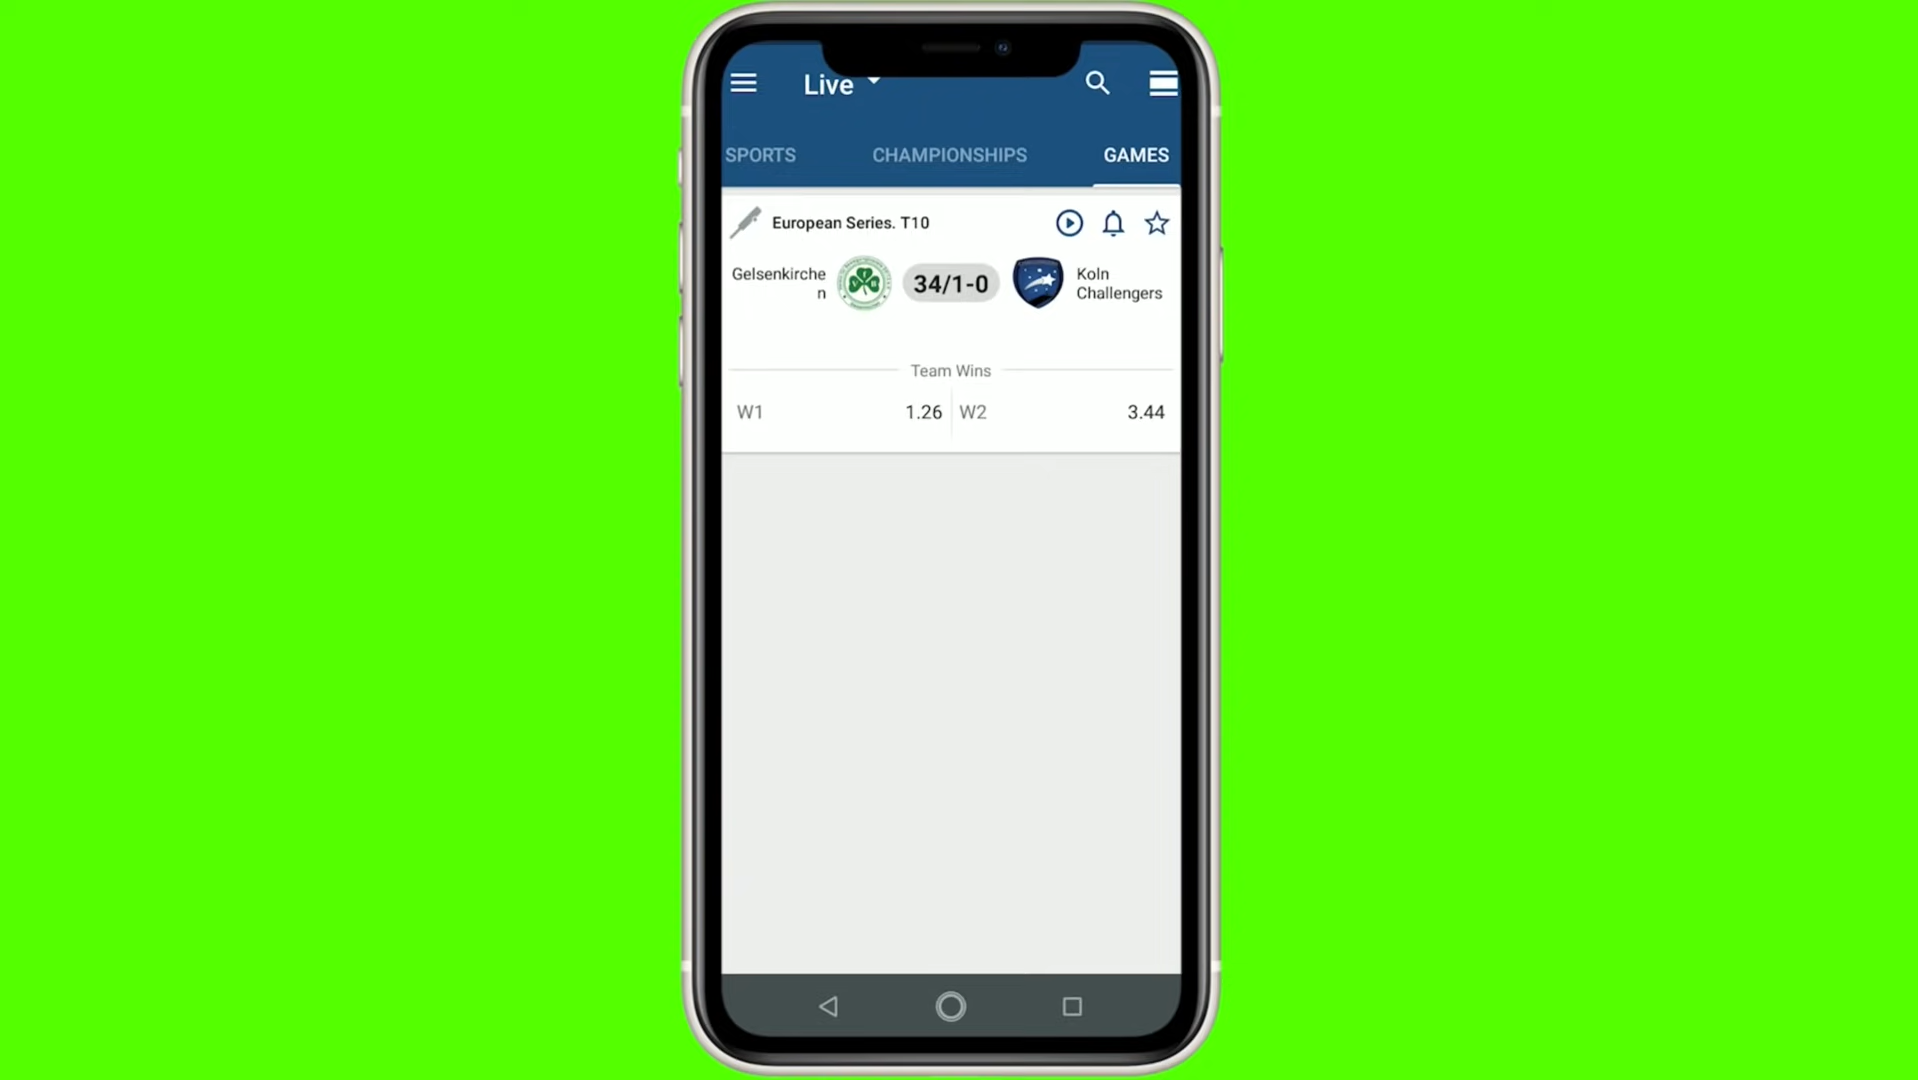 Live
SPORTS CHAMPIONSHIPS GAMES
European Series. T10
Gelsenkirche
n
34/1-0
Koln
Challengers
Team Wins
W1 1.26 W2 3.44